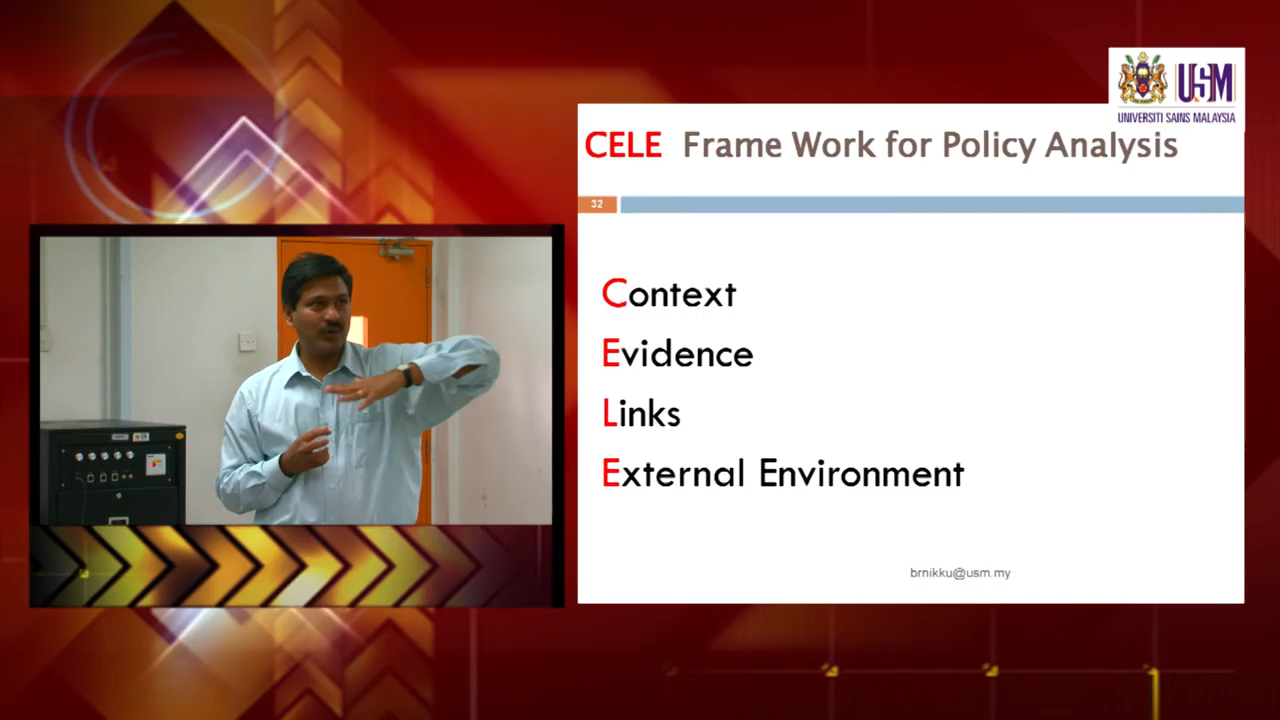 USM
UNIVERSITI SAINS MALAYSIA
CELE Frame Work for Policy Analysis
32
Context
Evidence
Links
External Environment
brnikku@usm.my